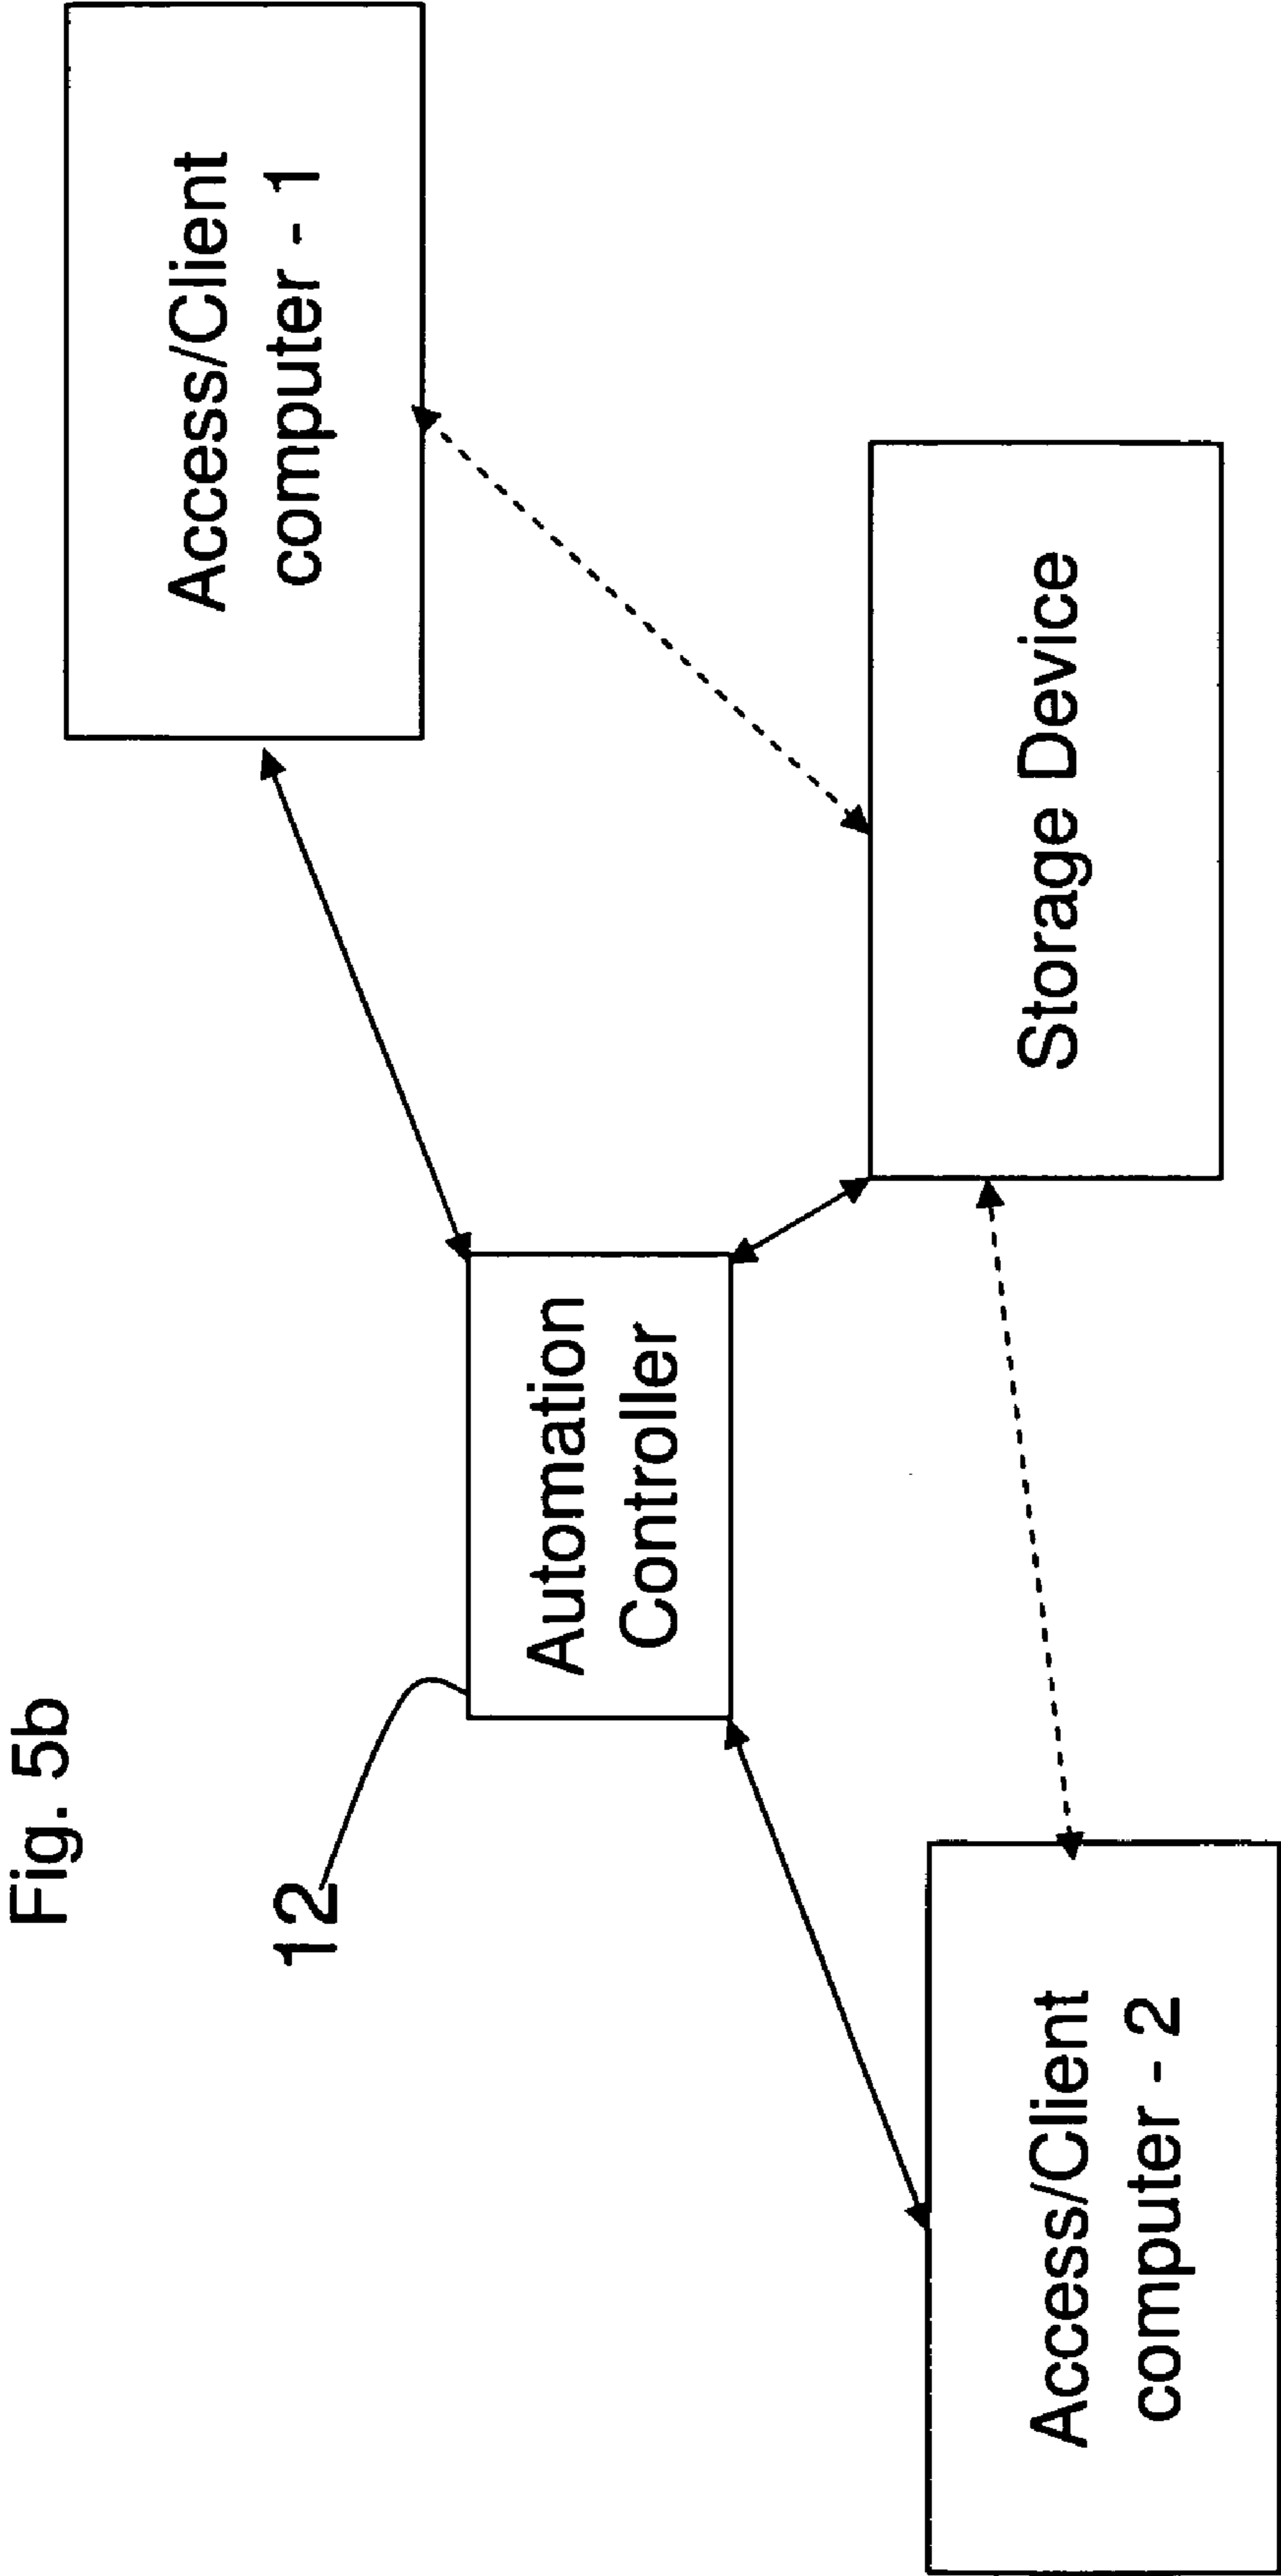 Fig. 5b
12
Automation
Controller
Access/Client
computer - 1
Storage Device
Access/Client
computer - 2